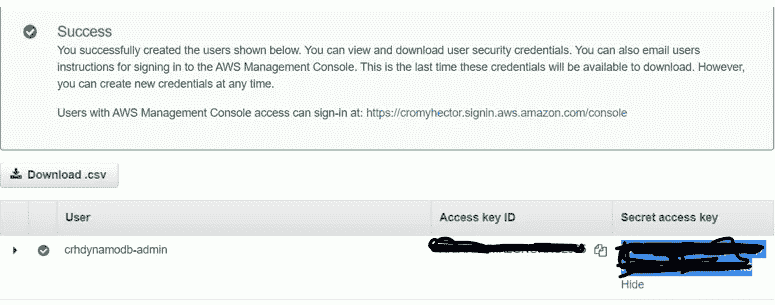 Success
You successfully created the users shown below. You can view and download user security credentials. You can also email users
instructions for signing in to the AWS Management Console. This is the last time these credentials will be available to download. However,
you can create new credentials at any time.
Users with AWS Management Console access can sign-in at: https://cromyhector.signin.aws.amazon.com/console
Download .csv
User Access key ID Secret access key
crhdynamodb-admin
Hide